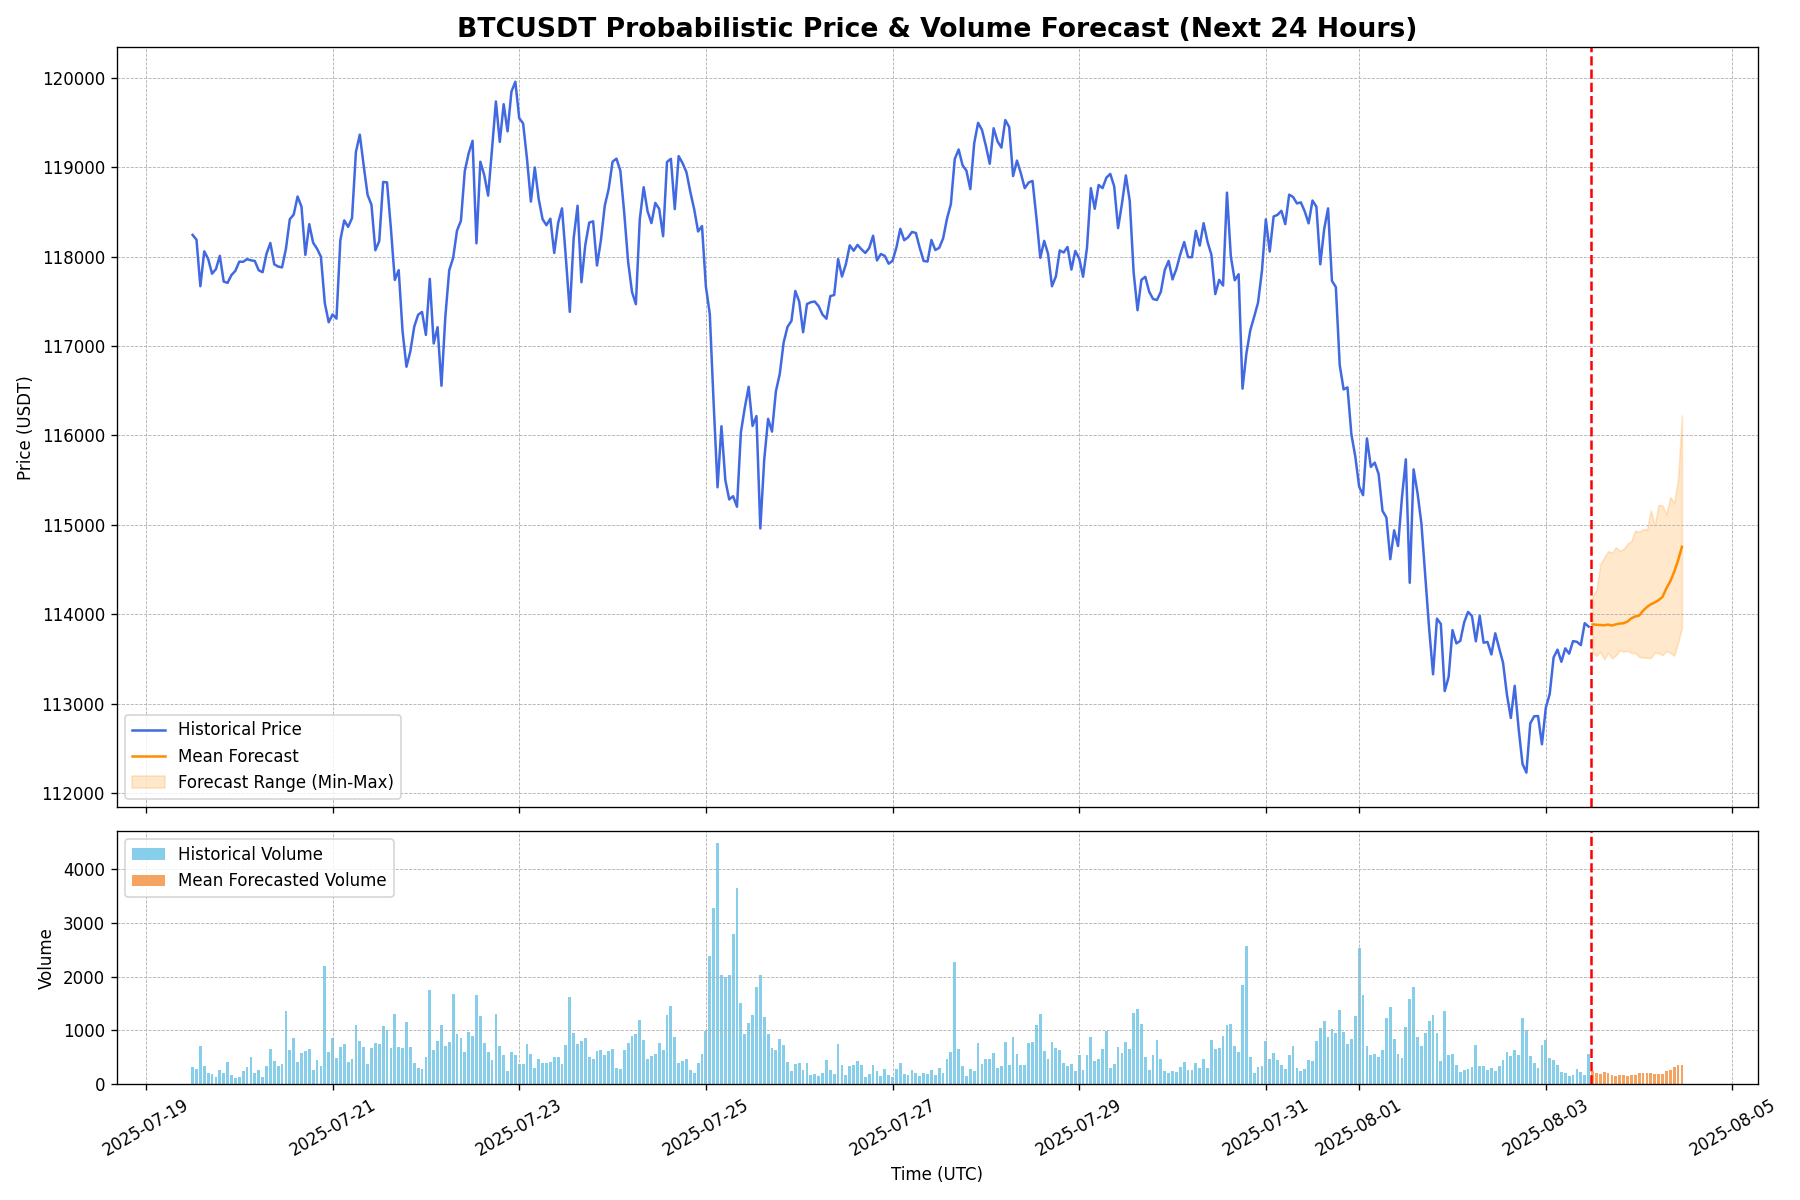 BTCUSDT Probabilistic Price & Volume Forecast (Next 24 Hours)
Price (USDT)
120000
119000
118000
117000
116000
115000
114000
113000
112000
Historical Price
Mean Forecast
Forecast Range (Min-Max)
Volume
4000
3000
2000
1000
0
Historical Volume
Mean Forecasted Volume
2025-07-19
2025-07-21
2025-07-23
2025-07-25
2025-07-27
2025-07-29
2025-07-31
2025-08-01
2025-08-03
2025-08-05
Time (UTC)